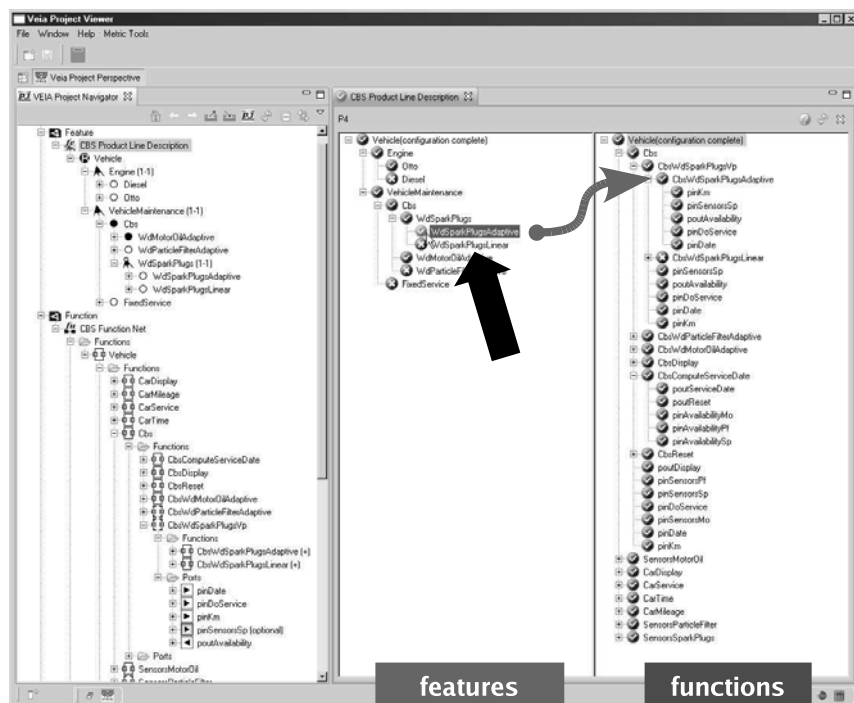 Veia Project Viewer
File Window Help Metric Tools
Veia Project Perspective
VEIA Project Navigator
Feature
CBS Product Line Description
Vehicle
Engine (1-1)
Diesel
Otto
VehicleMaintenance (1-1)
Cbs
WdMotorOilAdaptive
WdParticleFilterAdaptive
WdSparkPlugs (1-1)
WdSparkPlugsAdaptive
WdSparkPlugsLinear
FixedService
Function
CBS Function Net
Functions
Vehicle
Functions
CarDisplay
CarMileage
CarService
CarTime
Cbs
Functions
CbsComputeServiceDate
CbsDisplay
CbsReset
CbsWdMotorOilAdaptive
CbsWdParticleFilterAdaptive
CbsWdSparkPlugsVp
Functions
CbsWdSparkPlugsAdaptive (+)
CbsWdSparkPlugsLinear (+)
Ports
pinDate
pinDoService
pinKm
pinSensorsSp (optional)
poutAvailability
Ports
SensorsMotorOil
SensorsParticleFilter
CBS Product Line Description
P4
Vehicle(configuration complete)
Engine
Otto
Diesel
VehicleMaintenance
Cbs
WdSparkPlugs
WdSparkPlugsAdaptive
WdSparkPlugsLinear
FixedService
features
Vehicle(configuration complete)
Cbs
CbsWdSparkPlugsVp
CbsWdSparkPlugsAdaptive
pinKm
pinSensorsSp
poutAvailability
pinDoService
pinDate
CbsWdSparkPlugsLinear
pinSensorsSp
poutAvailability
pinDoService
pinDate
pinKm
CbsWdParticleFilterAdaptive
CbsWdMotorOilAdaptive
CbsDisplay
CbsComputeServiceDate
poutServiceDate
poutReset
pinAvailabilityMo
pinAvailabilityPf
pinAvailabilitySp
CbsReset
poutDisplay
pinSensorsPf
pinSensorsSp
pinDoService
pinSensorsMo
pinDate
pinKm
SensorsMotorOil
CarDisplay
CarService
CarTime
CarMileage
SensorsParticleFilter
SensorsSparkPlugs
functions